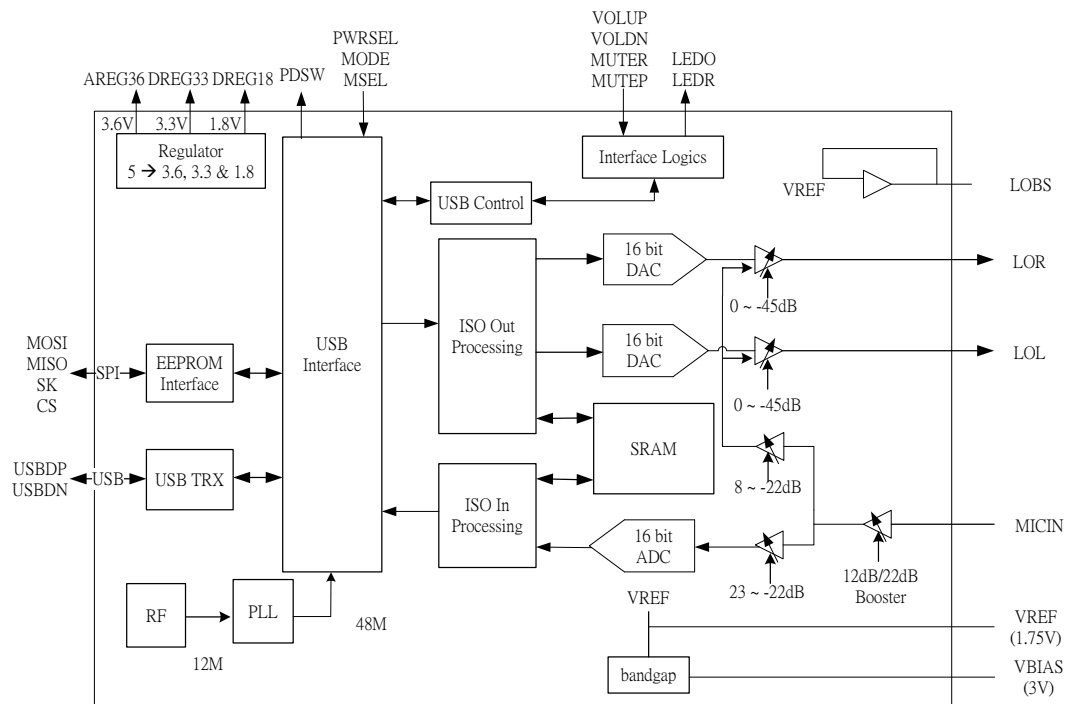 VOLUP
VOLDN
MUTER
MUTEP
PWRSEL
MODE
MSEL
LEDO
LEDR
AREG36 DREG33 DREG18
PDSW
3.6V 3.3V 1.8V
Regulator
5 → 3.6, 3.3 & 1.8
Interface Logics
VREF
LOBS
USB Control
16 bit
DAC
LOR
0 ~ -45dB
ISO Out
Processing
USB
Interface
16 bit
DAC
LOL
0 ~ -45dB
MOSI
MISO
SK
CS
SPI
EEPROM
Interface
SRAM
8 ~ -22dB
USBDP
USBDN
USB
USB TRX
ISO In
Processing
16 bit
ADC
MICIN
23 ~ -22dB
12dB/22dB
Booster
RF
PLL
12M
48M
VREF
VREF
(1.75V)
bandgap
VBIAS
(3V)